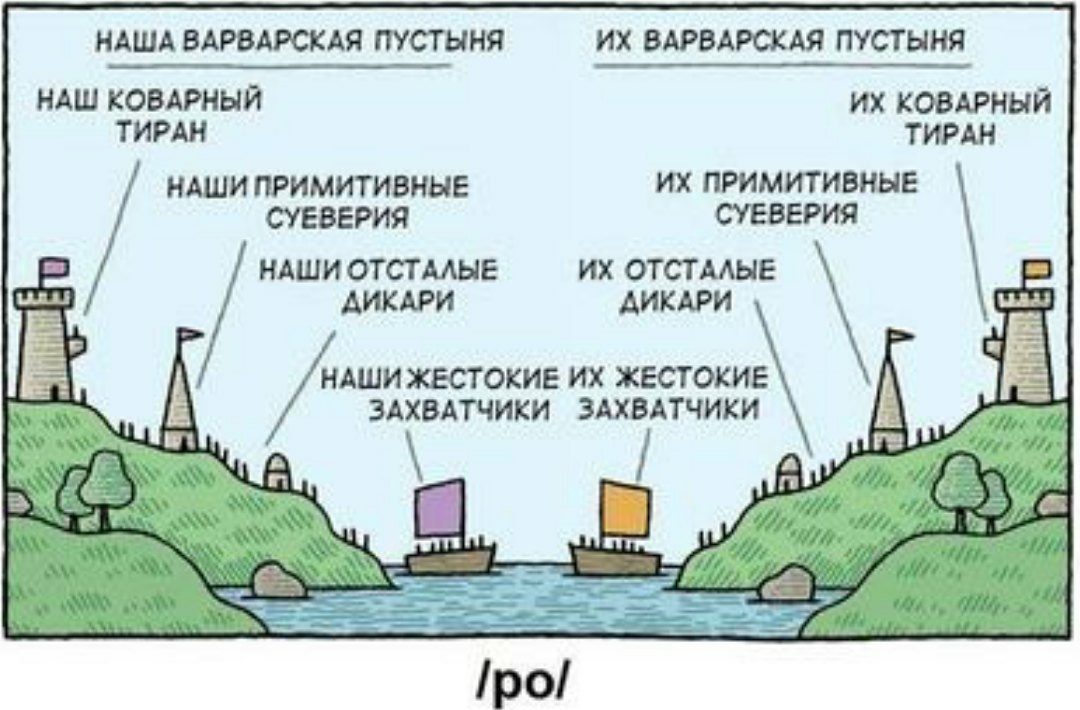 НАША ВАРВАРСКАЯ ПУСТЫНЯ
НАШ КОВАРНЫЙ
ТИРАН
НАШИ ПРИМИТИВНЫЕ
СУЕВЕРИЯ
НАШИ ОТСТАЛЫЕ
ДИКАРИ
НАШИ ЖЕСТОКИЕ
ЗАХВАТЧИКИ
ИХ ВАРВАРСКАЯ ПУСТЫНЯ
ИХ КОВАРНЫЙ
ТИРАН
ИХ ПРИМИТИВНЫЕ
СУЕВЕРИЯ
ИХ ОТСТАЛЫЕ
ДИКАРИ
ИХ ЖЕСТОКИЕ
ЗАХВАТЧИКИ
/po/